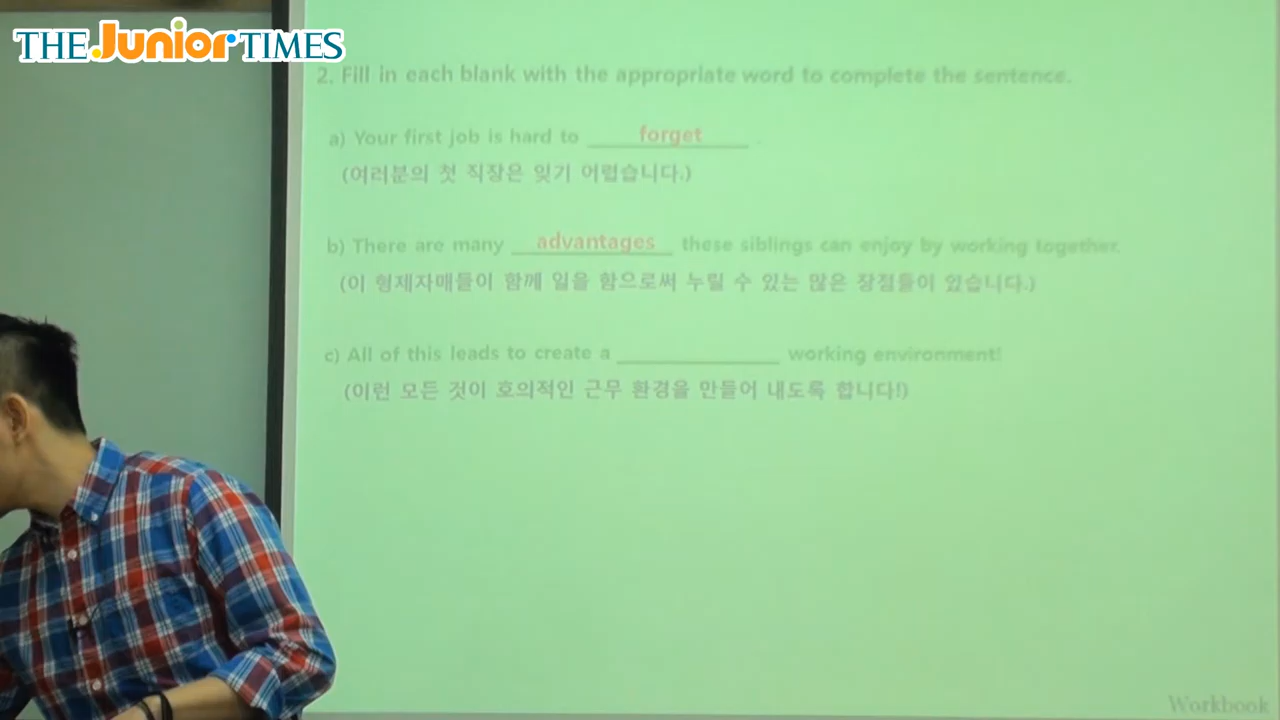 THE Junior TIMES
2. Fill in each blank with the appropriate word to complete the sentence.
a) Your first job is hard to forget .
(여러분의 첫 직장은 잊기 어렵습니다.)
b) There are many advantages these siblings can enjoy by working together.
(이 형제자매들이 함께 일을 함으로써 누릴 수 있는 많은 장점들이 있습니다.)
c) All of this leads to create a ____________ working environment!
(이런 모든 것이 호의적인 근무 환경을 만들어 내도록 합니다!)
Workbook